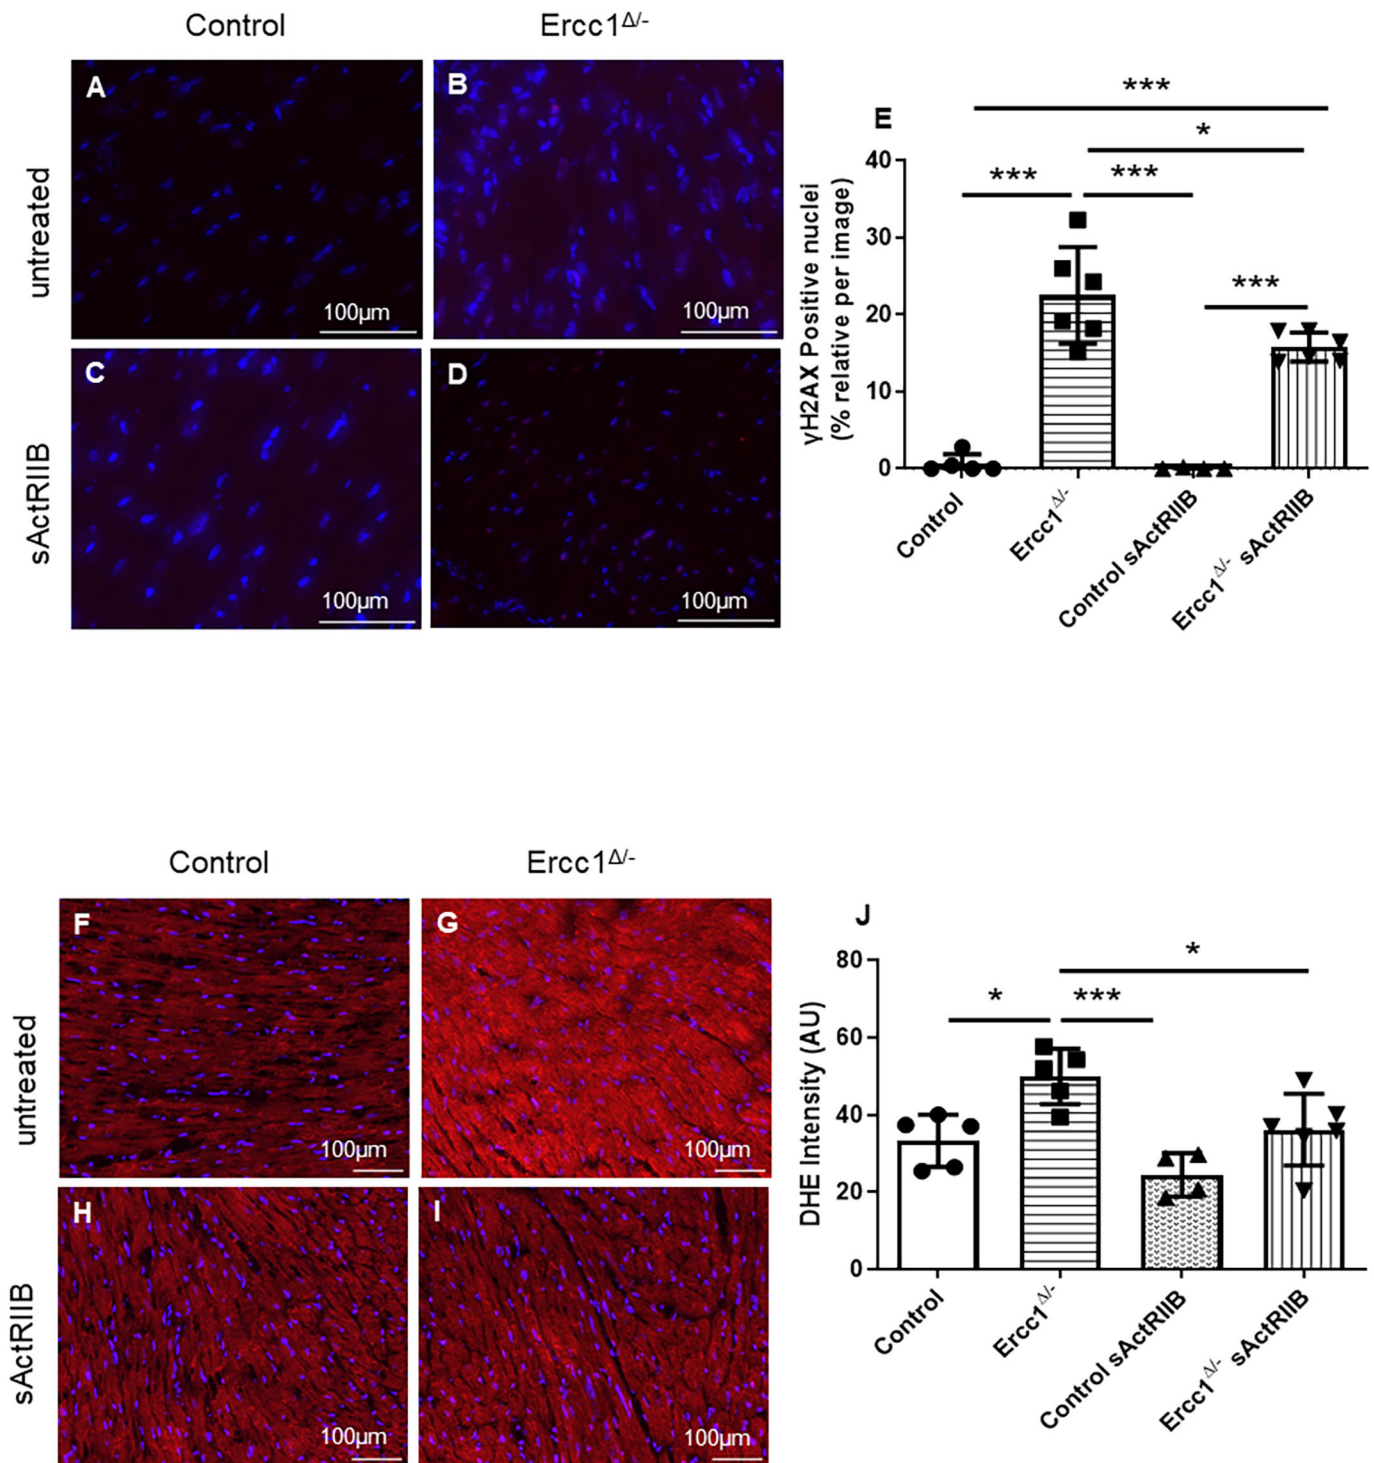 Control
Ercc1Δ/-
untreated
sActRIIB
A
100µm
B
100µm
C
100µm
D
100µm
E
γH2AX Positive nuclei
(% relative per image)
40
30
20
10
0
***
*
***
***
***
Control
Ercc1Δ/-
Control sActRIIB
Ercc1Δ/- sActRIIB
Control
Ercc1Δ/-
untreated
sActRIIB
F
100µm
G
100µm
H
100µm
I
100µm
J
DHE Intensity (AU)
80
60
40
20
0
*
*
***
Control
Ercc1Δ/-
Control sActRIIB
Ercc1Δ/- sActRIIB